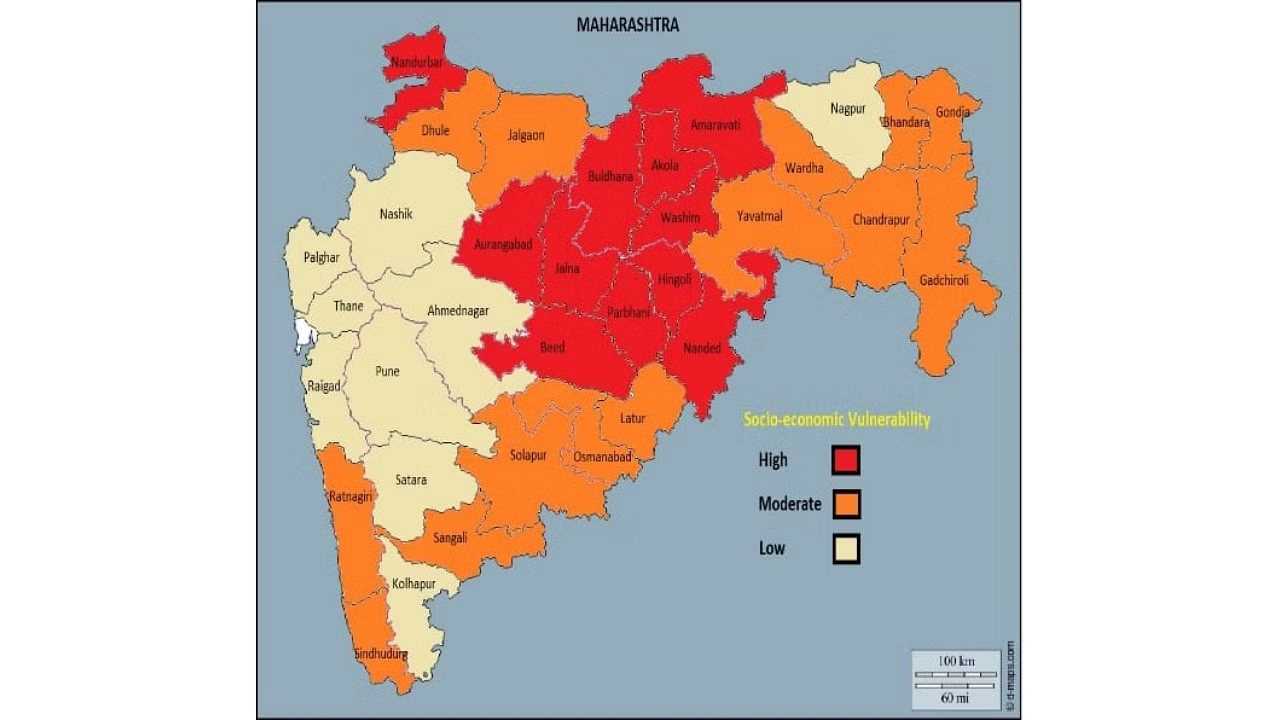 MAHARASHTRA
Nandurbar
Dhule
Jalgaon
Amaravati
Nagpur
Bhandara
Gondia
Buldhana
Akola
Wardha
Nashik
Washim
Yavatmal
Chandrapur
Palghar
Aurangabad
Jalna
Hingoli
Gadchiroli
Thane
Ahmednagar
Parbhani
Beed
Nanded
Raigad
Pune
Latur
Solapur
Osmanabad
Satara
Ratnagiri
Sangali
Kolhapur
Sindhudurg
Socio-economic Vulnerability
High
Moderate
Low
100 km
60 mi
© d-maps.com